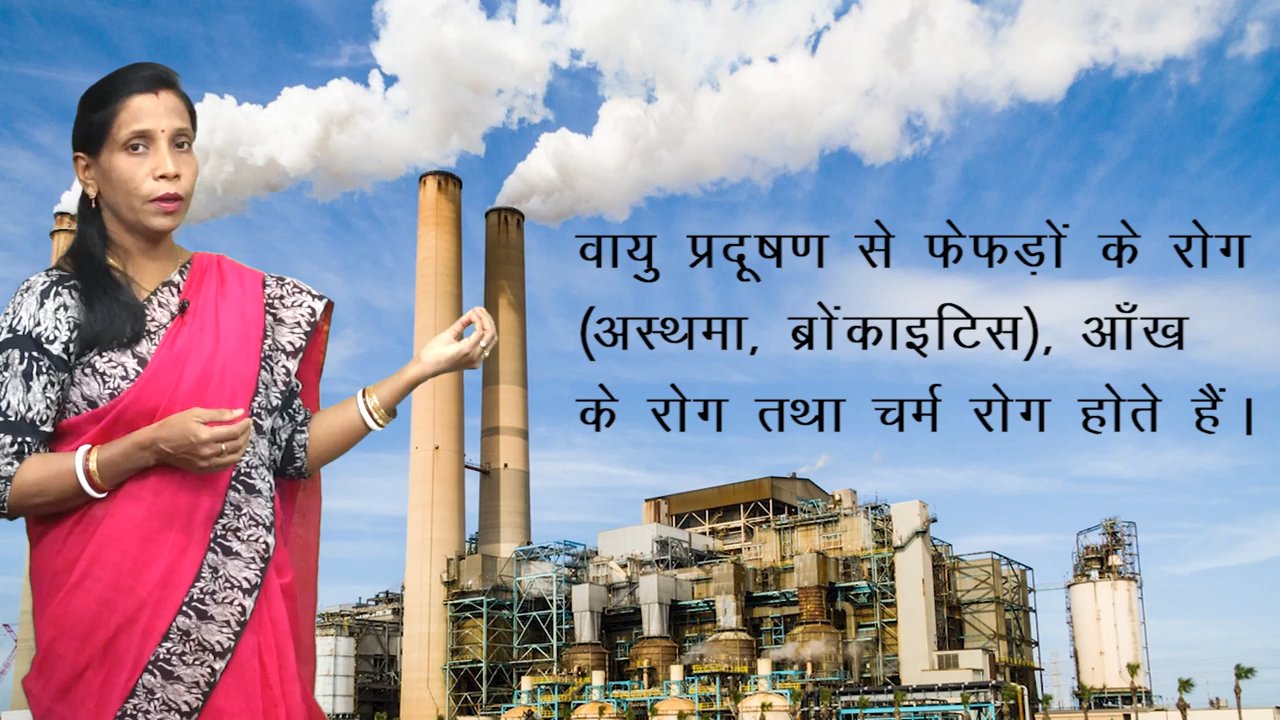 वायु प्रदूषण से फेफड़ों के रोग
(अस्थमा, ब्रोंकाइटिस), आँख
के रोग तथा चर्म रोग होते हैं।